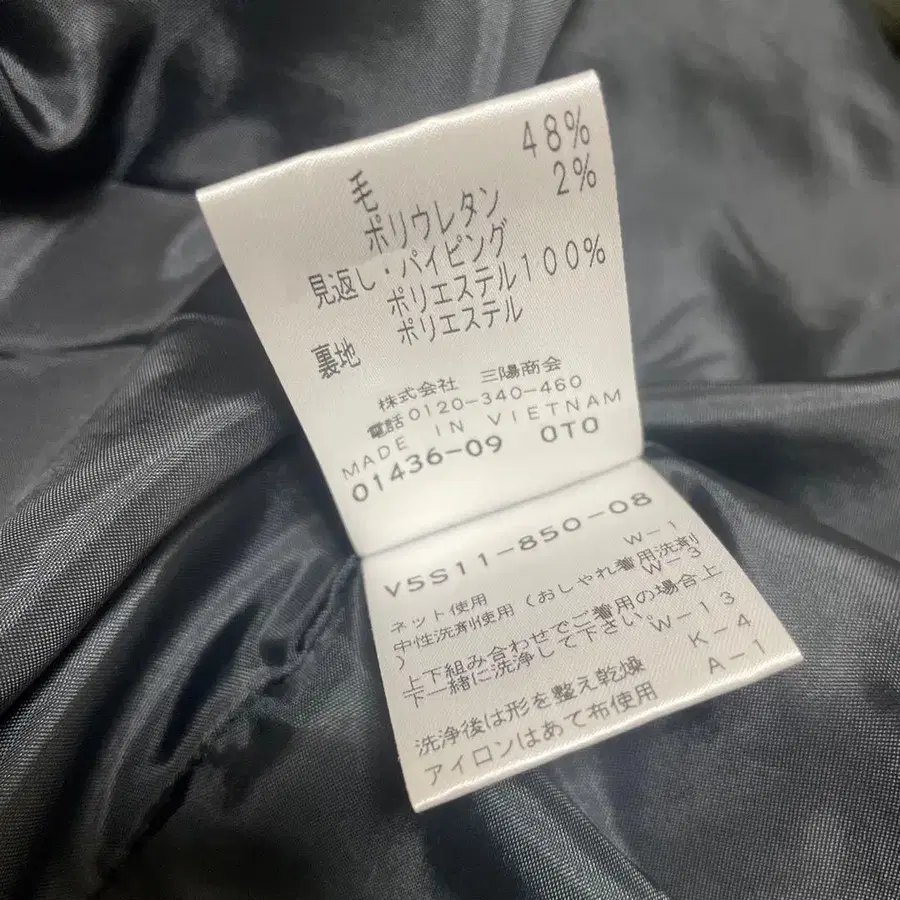 毛 48%
ポリウレタン 2%
見返し・パイピング
ポリエステル100%
裏地 ポリエステル
株式会社 三陽商会
電話0120-340-460
MADE IN VIETNAM
01436-09 OTO
V5S11-850-08
ネット使用 W-1
中性洗剤使用(おしゃれ着用洗剤
) W-3
上下組み合わせでご着用の場合上
下一緒に洗浄して下さい。W-13
洗浄後は形を整え乾燥 K-4
アイロンはあて布使用 A-1